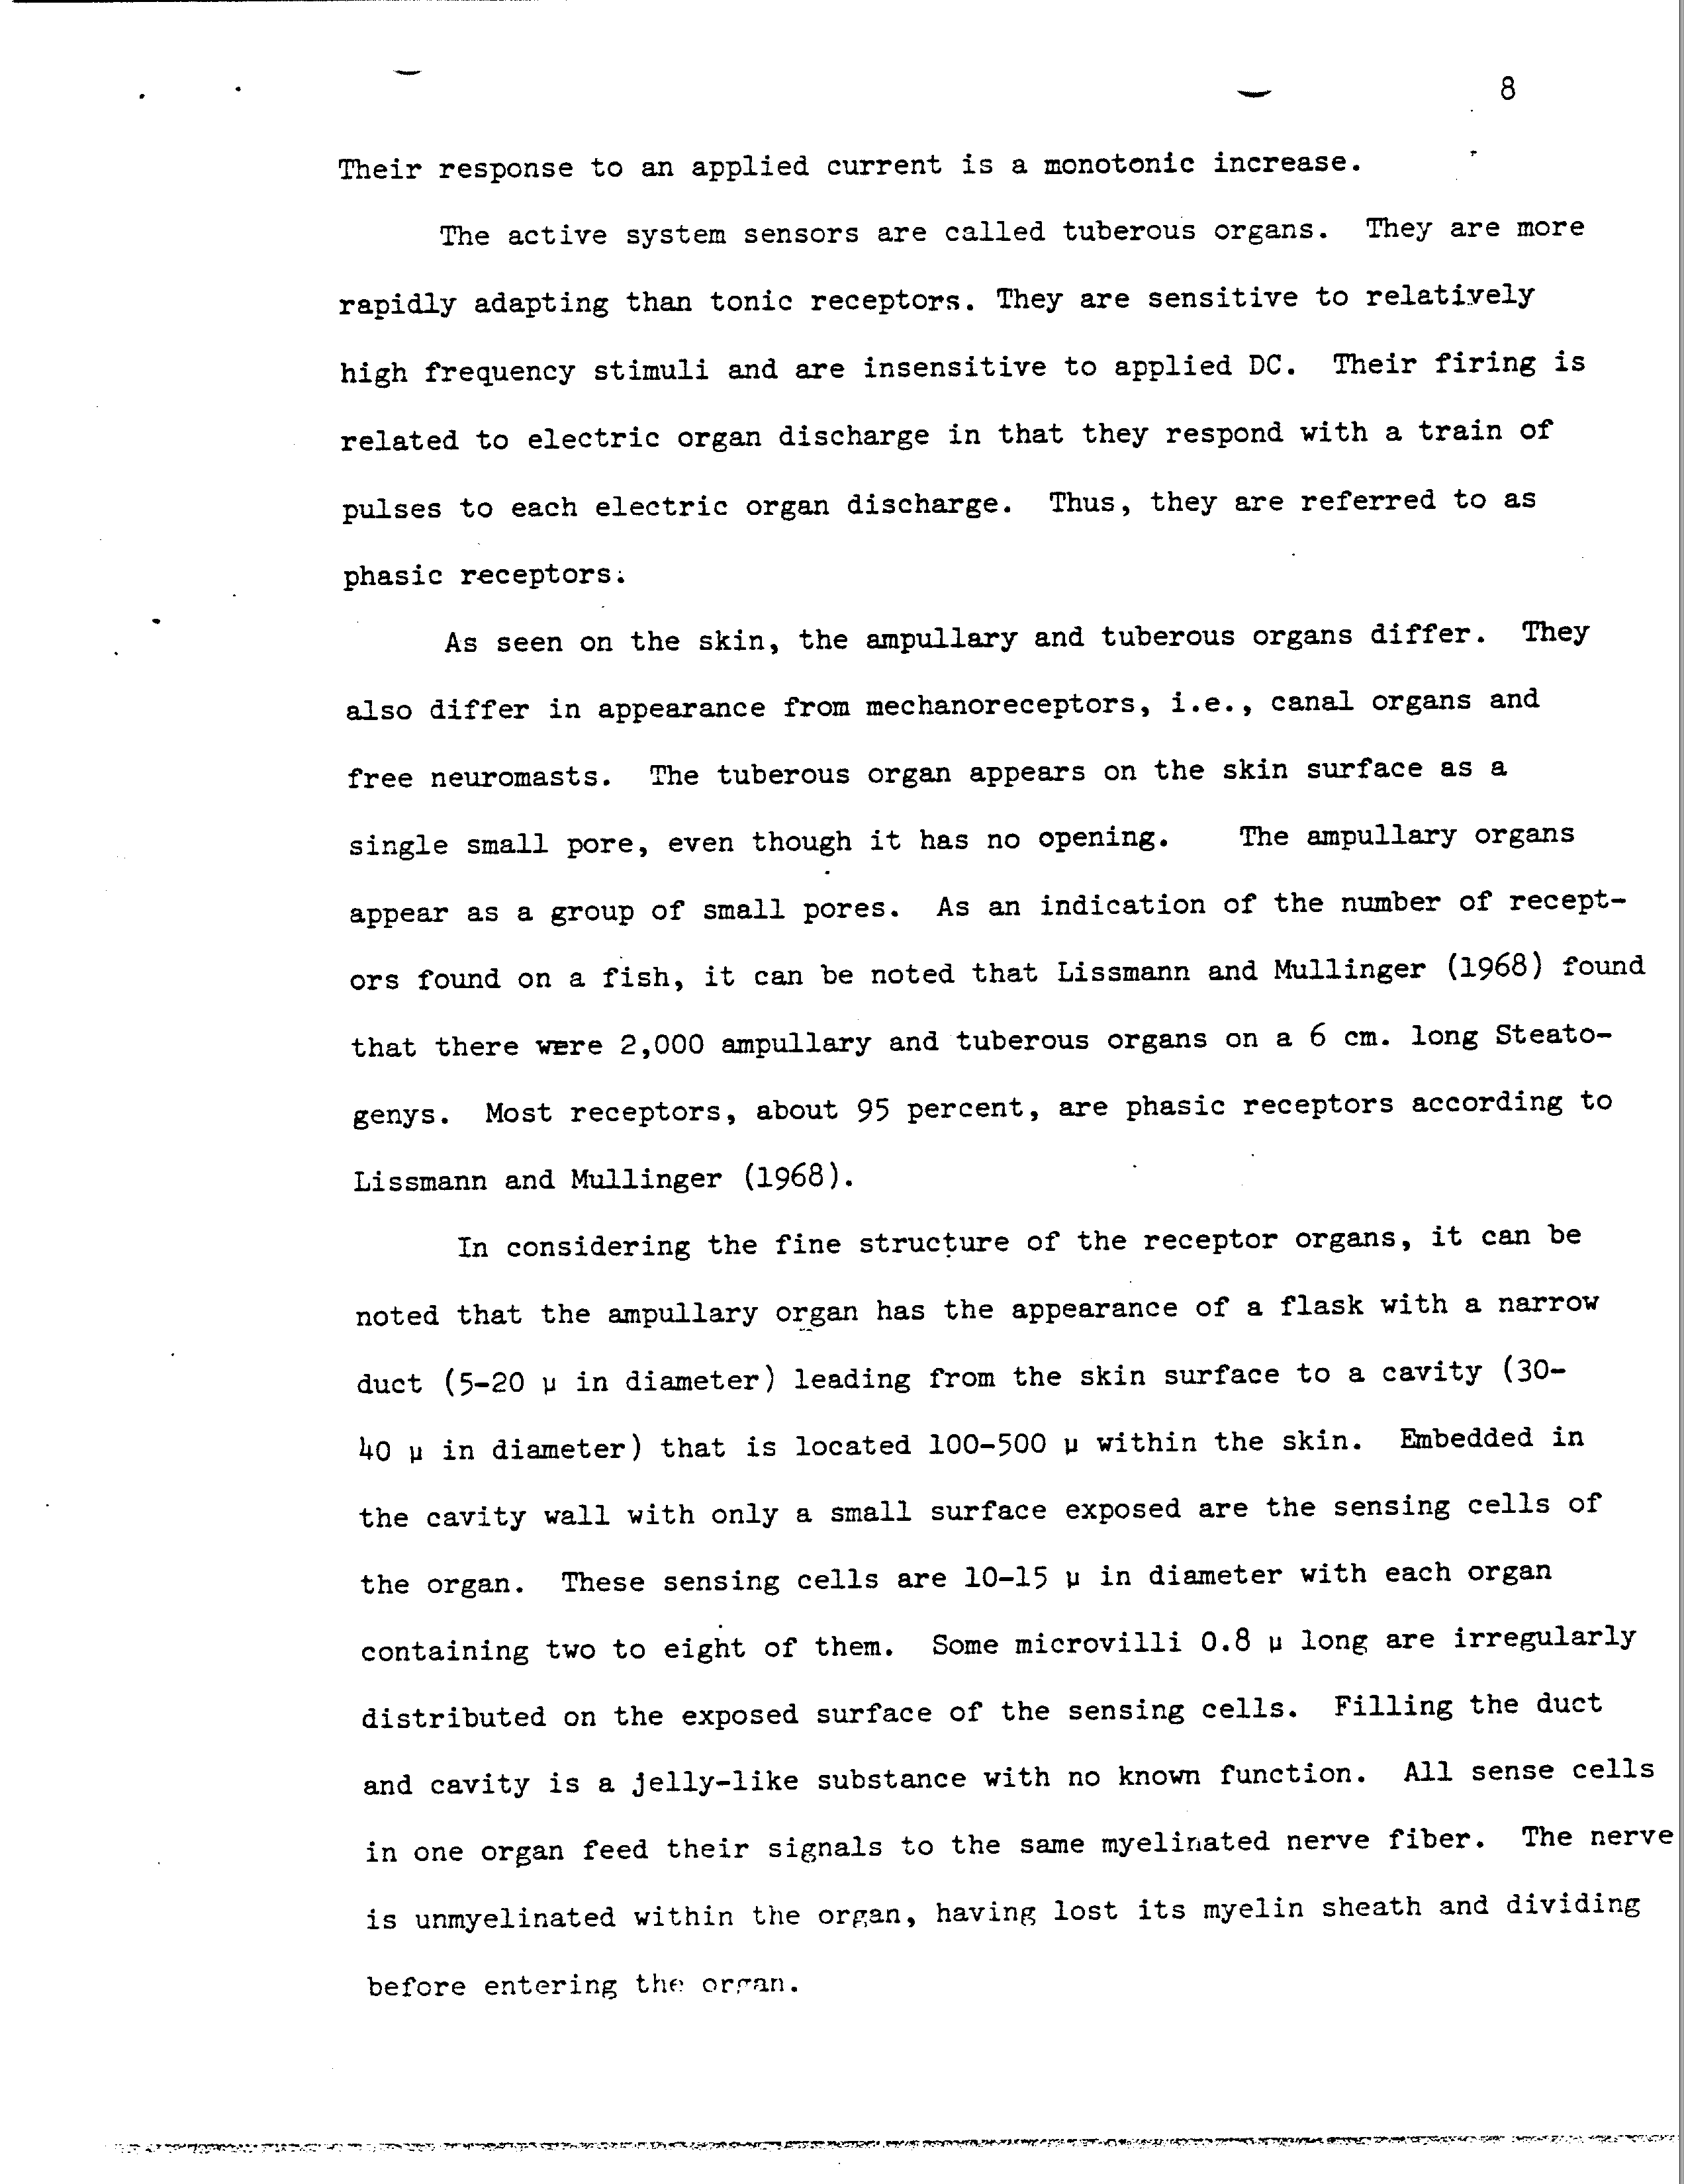 8
Their response to an applied current is a monotonic increase.
The active system sensors are called tuberous organs. They are more
rapidly adapting than tonic receptors. They are sensitive to relatively
high frequency stimuli and are insensitive to applied DC. Their firing is
related to electric organ discharge in that they respond with a train of
pulses to each electric organ discharge. Thus, they are referred to as
phasic receptors.
As seen on the skin, the ampullary and tuberous organs differ. They
also differ in appearance from mechanoreceptors, i.e., canal organs and
free neuromasts. The tuberous organ appears on the skin surface as a
single small pore, even though it has no opening. The ampullary organs
appear as a group of small pores. As an indication of the number of recept-
ors found on a fish, it can be noted that Lissmann and Mullinger (1968) found
that there were 2,000 ampullary and tuberous organs on a 6 cm. long Steato-
genys. Most receptors, about 95 percent, are phasic receptors according to
Lissmann and Mullinger (1968).
In considering the fine structure of the receptor organs, it can be
noted that the ampullary organ has the appearance of a flask with a narrow
duct (5-20 μ in diameter) leading from the skin surface to a cavity (30-
40 μ in diameter) that is located 100-500 μ within the skin. Embedded in
the cavity wall with only a small surface exposed are the sensing cells of
the organ. These sensing cells are 10-15 μ in diameter with each organ
containing two to eight of them. Some microvilli 0.8 μ long are irregularly
distributed on the exposed surface of the sensing cells. Filling the duct
and cavity is a jelly-like substance with no known function. All sense cells
in one organ feed their signals to the same myelinated nerve fiber. The nerve
is unmyelinated within the organ, having lost its myelin sheath and dividing
before entering the organ.